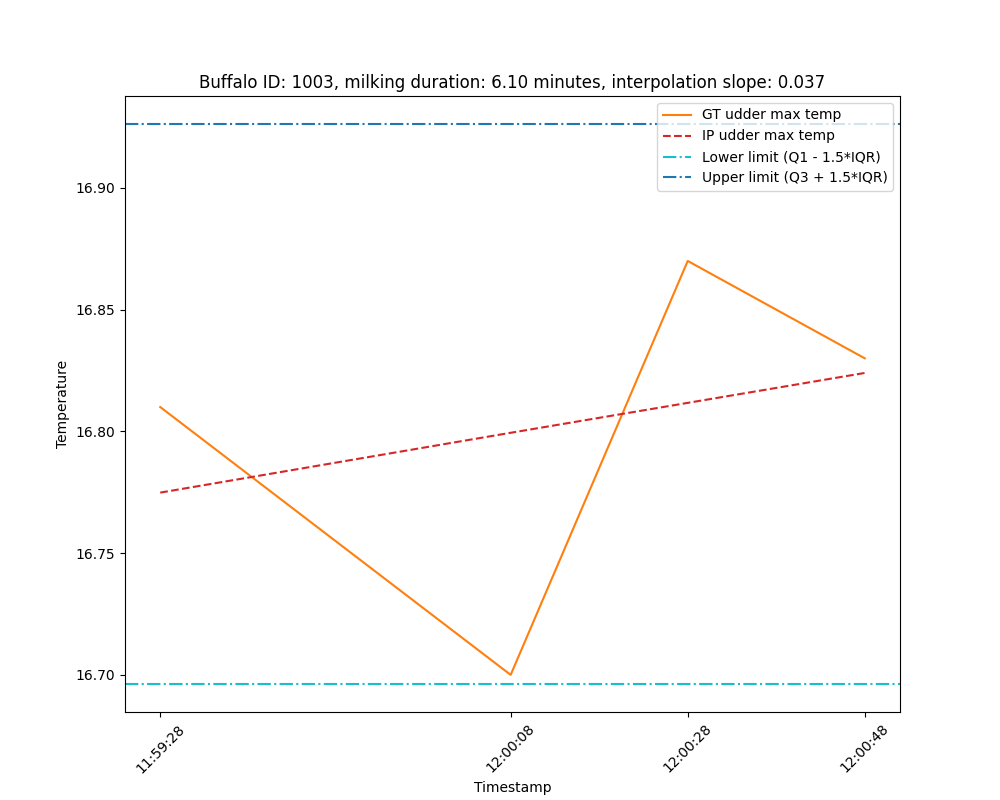 Buffalo ID: 1003, milking duration: 6.10 minutes, interpolation slope: 0.037
GT udder max temp
IP udder max temp
Lower limit (Q1 - 1.5*IQR)
Upper limit (Q3 + 1.5*IQR)
16.90
16.85
16.80
16.75
16.70
Temperature
11:59:28
12:00:08
12:00:28
12:00:48
Timestamp